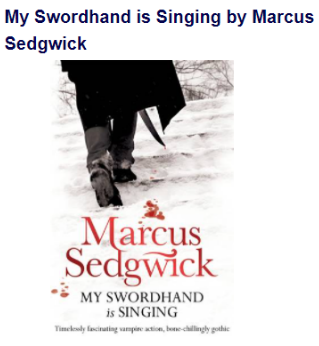 My Swordhand is Singing by Marcus
Sedgwick
Marcus
Sedgwick
MY SWORDHAND
is SINGING
Timelessly fascinating vampire action, bone-chillingly gothic